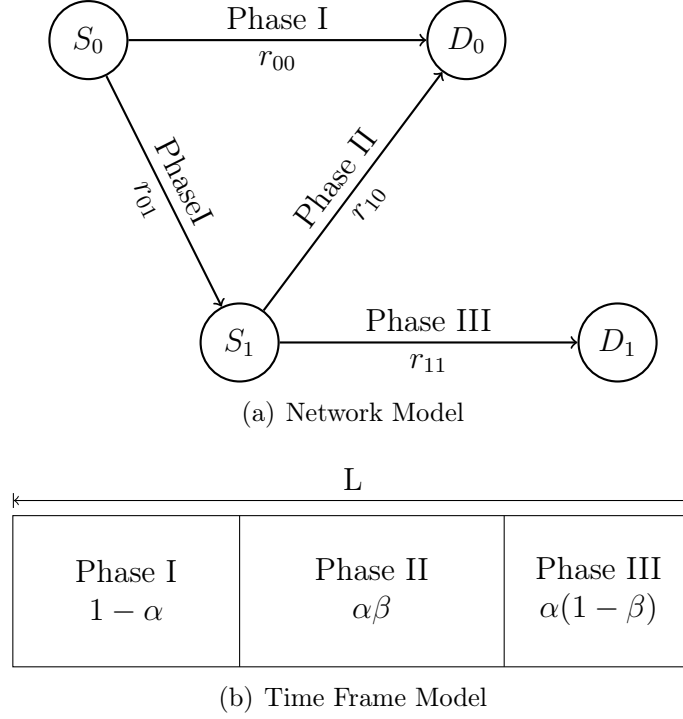 S₀
Phase I
r₀₀
D₀
PhaseI
r₀₁
Phase II
r₁₀
S₁
Phase III
r₁₁
D₁
(a) Network Model
L
Phase I
1 − α
Phase II
αβ
Phase III
α(1 − β)
(b) Time Frame Model